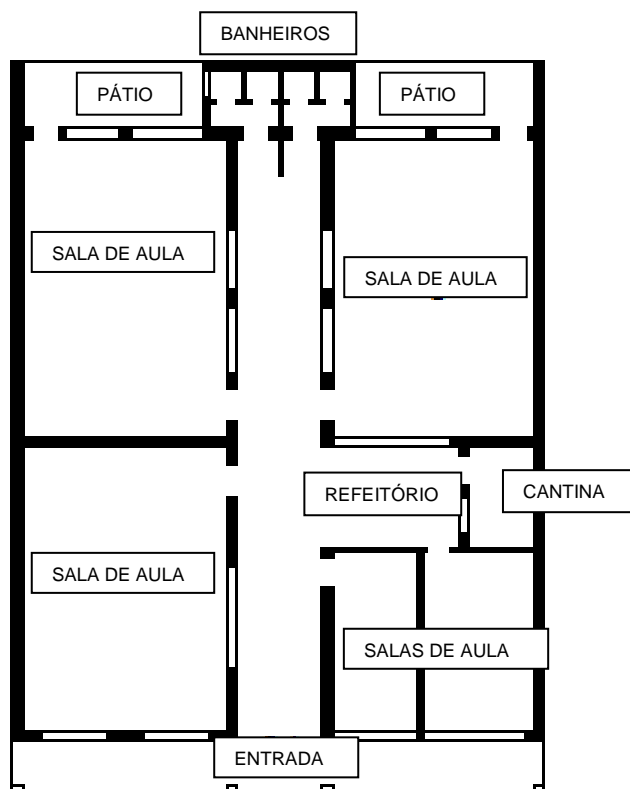 BANHEIROS
PÁTIO
PÁTIO
SALA DE AULA
SALA DE AULA
REFEITÓRIO
CANTINA
SALA DE AULA
SALAS DE AULA
ENTRADA